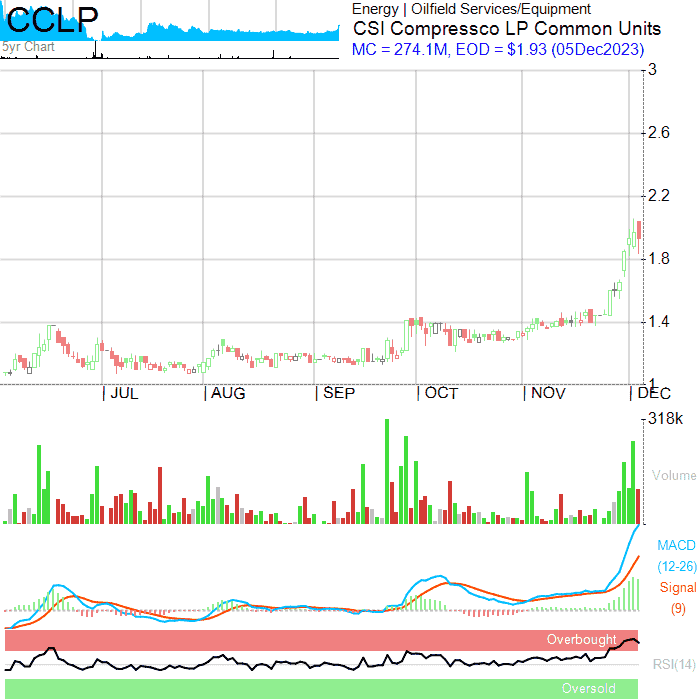 CCLP
5yr Chart
Energy | Oilfield Services/Equipment
CSI Compressco LP Common Units
MC = 274.1M, EOD = $1.93 (05Dec2023)
3
2.6
2.2
1.8
1.4
1
JUL AUG SEP OCT NOV DEC
318k
Volume
MACD
(12-26)
Signal
(9)
Overbought
RSI(14)
Oversold